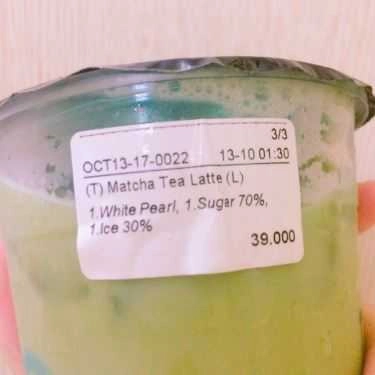 3/3
OCT13-17-0022 13-10 01:30
(T) Matcha Tea Latte (L)
1.White Pearl, 1.Sugar 70%,
1.Ice 30%
39.000